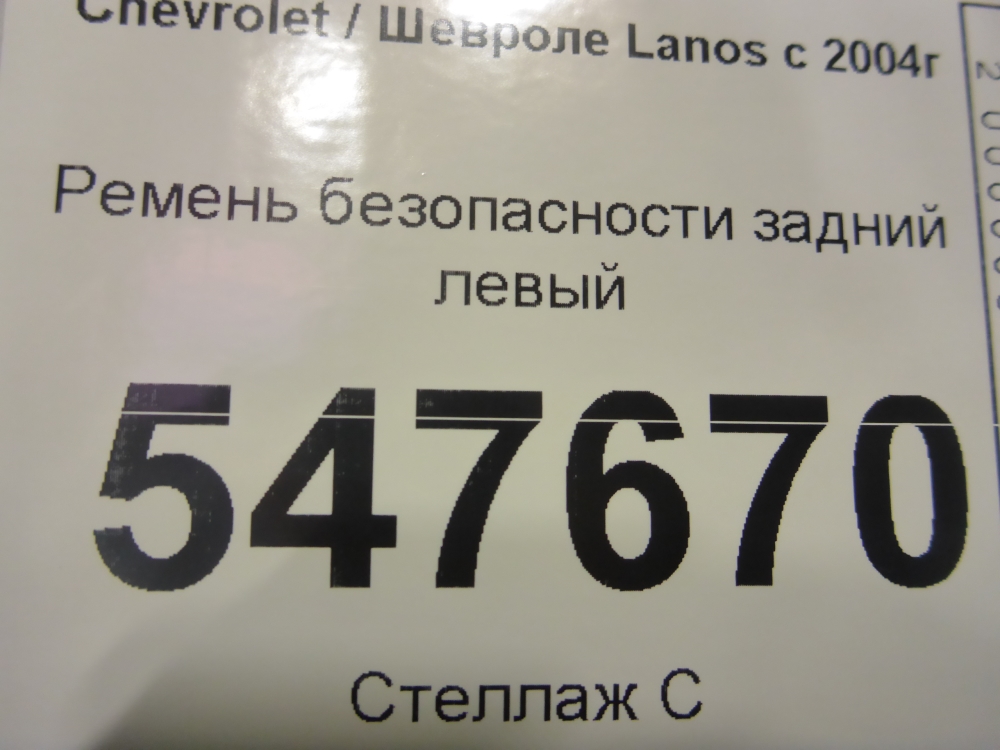 Chevrolet / Шевроле Lanos с 2004г
Ремень безопасности задний
левый
547670
Стеллаж С